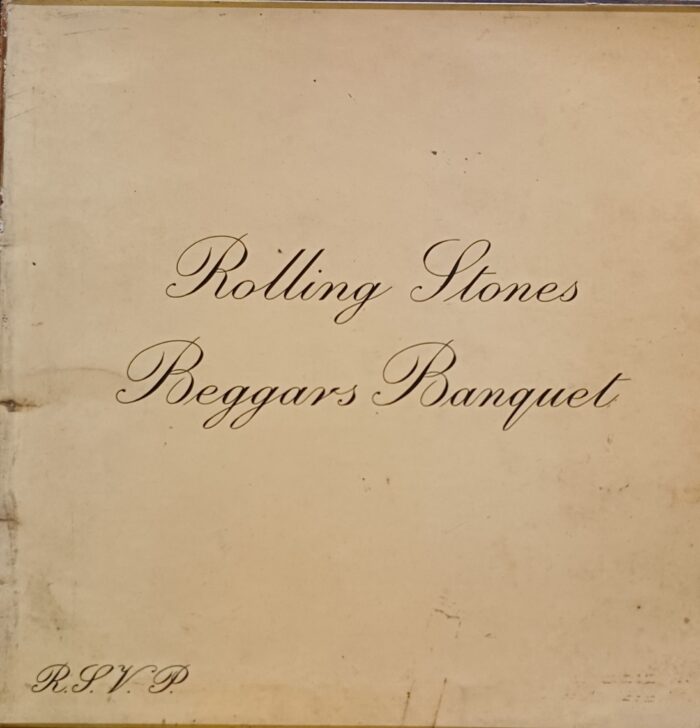 Rolling Stones
Beggars Banquet
R.S.V.P.